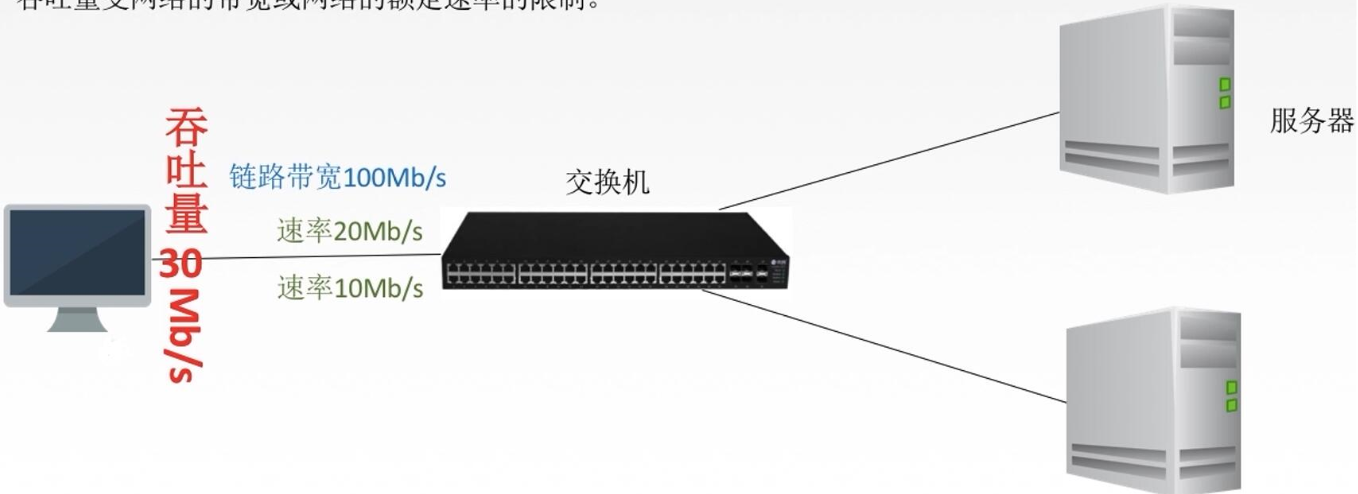 吞吐量受网络的带宽或网络的额定速率的限制。
吞吐量30 Mb/s
链路带宽100Mb/s
速率20Mb/s
速率10Mb/s
交换机
服务器